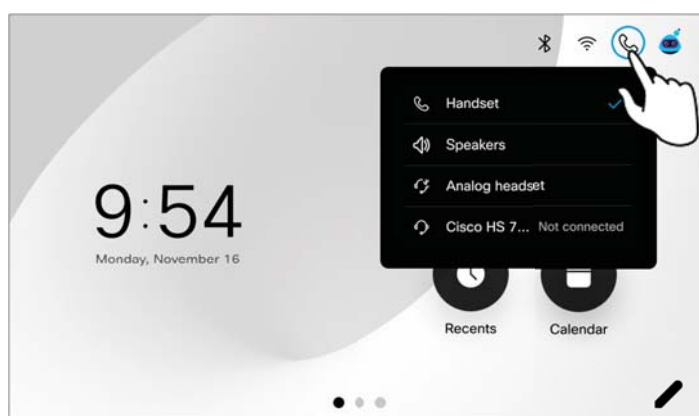 Handset
Speakers
Analog headset
Cisco HS 7... Not connected
9:54
Monday, November 16
Recents
Calendar